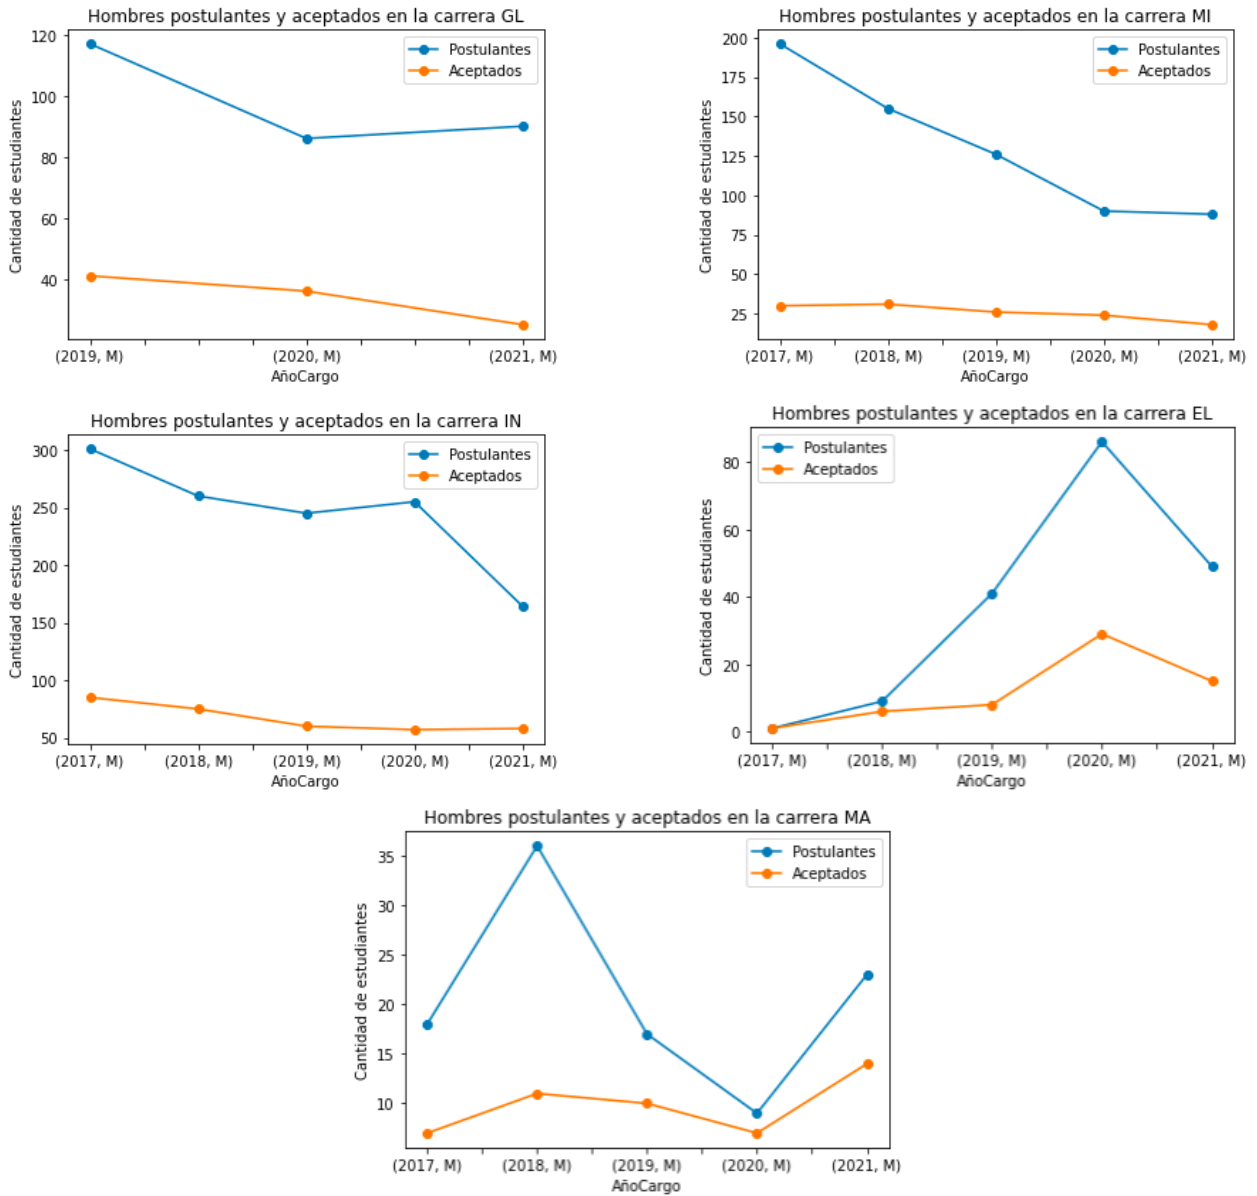 Hombres postulantes y aceptados en la carrera GL
120
100
80
60
40
Cantidad de estudiantes
Postulantes
Aceptados
(2019, M)
(2020, M)
(2021, M)
AñoCargo
Hombres postulantes y aceptados en la carrera MI
200
175
150
125
100
75
50
25
Cantidad de estudiantes
Postulantes
Aceptados
(2017, M)
(2018, M)
(2019, M)
(2020, M)
(2021, M)
AñoCargo
Hombres postulantes y aceptados en la carrera IN
300
250
200
150
100
50
Cantidad de estudiantes
Postulantes
Aceptados
(2017, M)
(2018, M)
(2019, M)
(2020, M)
(2021, M)
AñoCargo
Hombres postulantes y aceptados en la carrera EL
80
60
40
20
0
Cantidad de estudiantes
Postulantes
Aceptados
(2017, M)
(2018, M)
(2019, M)
(2020, M)
(2021, M)
AñoCargo
Hombres postulantes y aceptados en la carrera MA
35
30
25
20
15
10
Cantidad de estudiantes
Postulantes
Aceptados
(2017, M)
(2018, M)
(2019, M)
(2020, M)
(2021, M)
AñoCargo